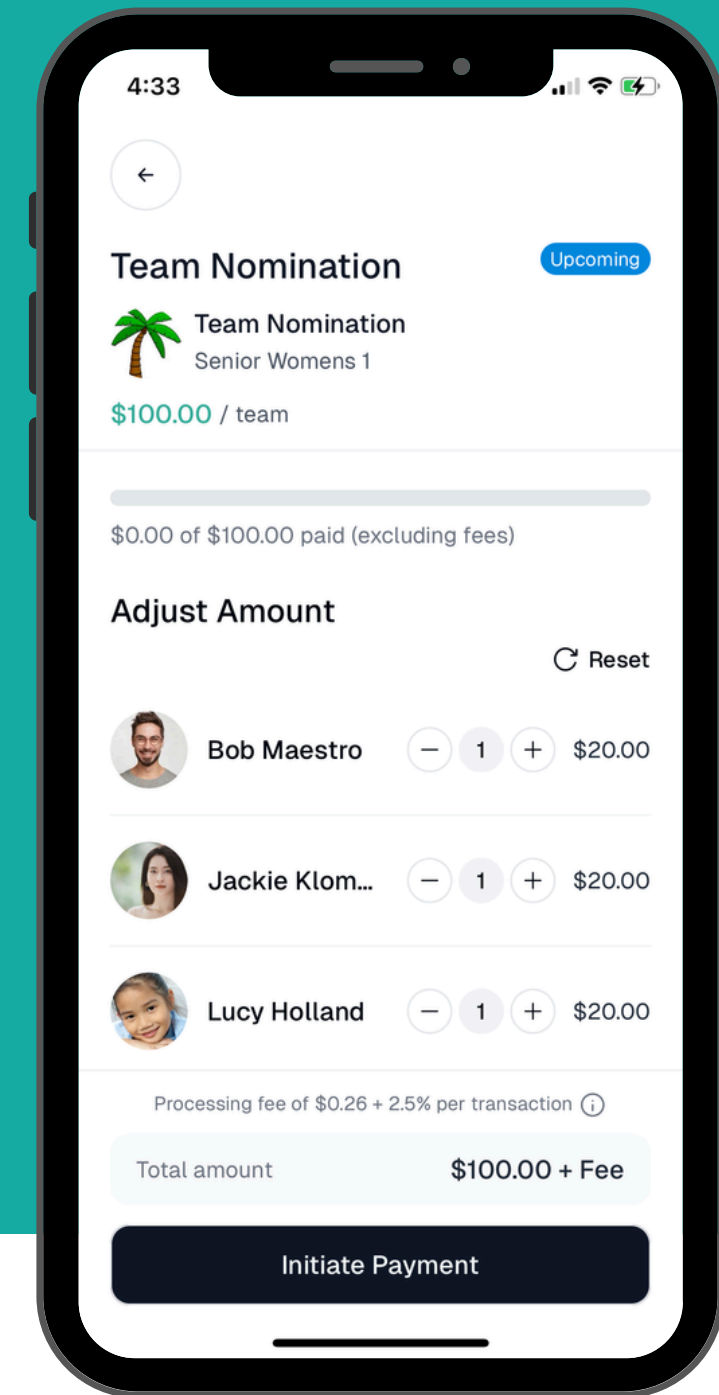 4:33
Team Nomination
Upcoming
Team Nomination
Senior Womens 1
$100.00 / team
$0.00 of $100.00 paid (excluding fees)
Adjust Amount
Reset
Bob Maestro − 1 + $20.00
Jackie Klom... − 1 + $20.00
Lucy Holland − 1 + $20.00
Processing fee of $0.26 + 2.5% per transaction
Total amount $100.00 + Fee
Initiate Payment